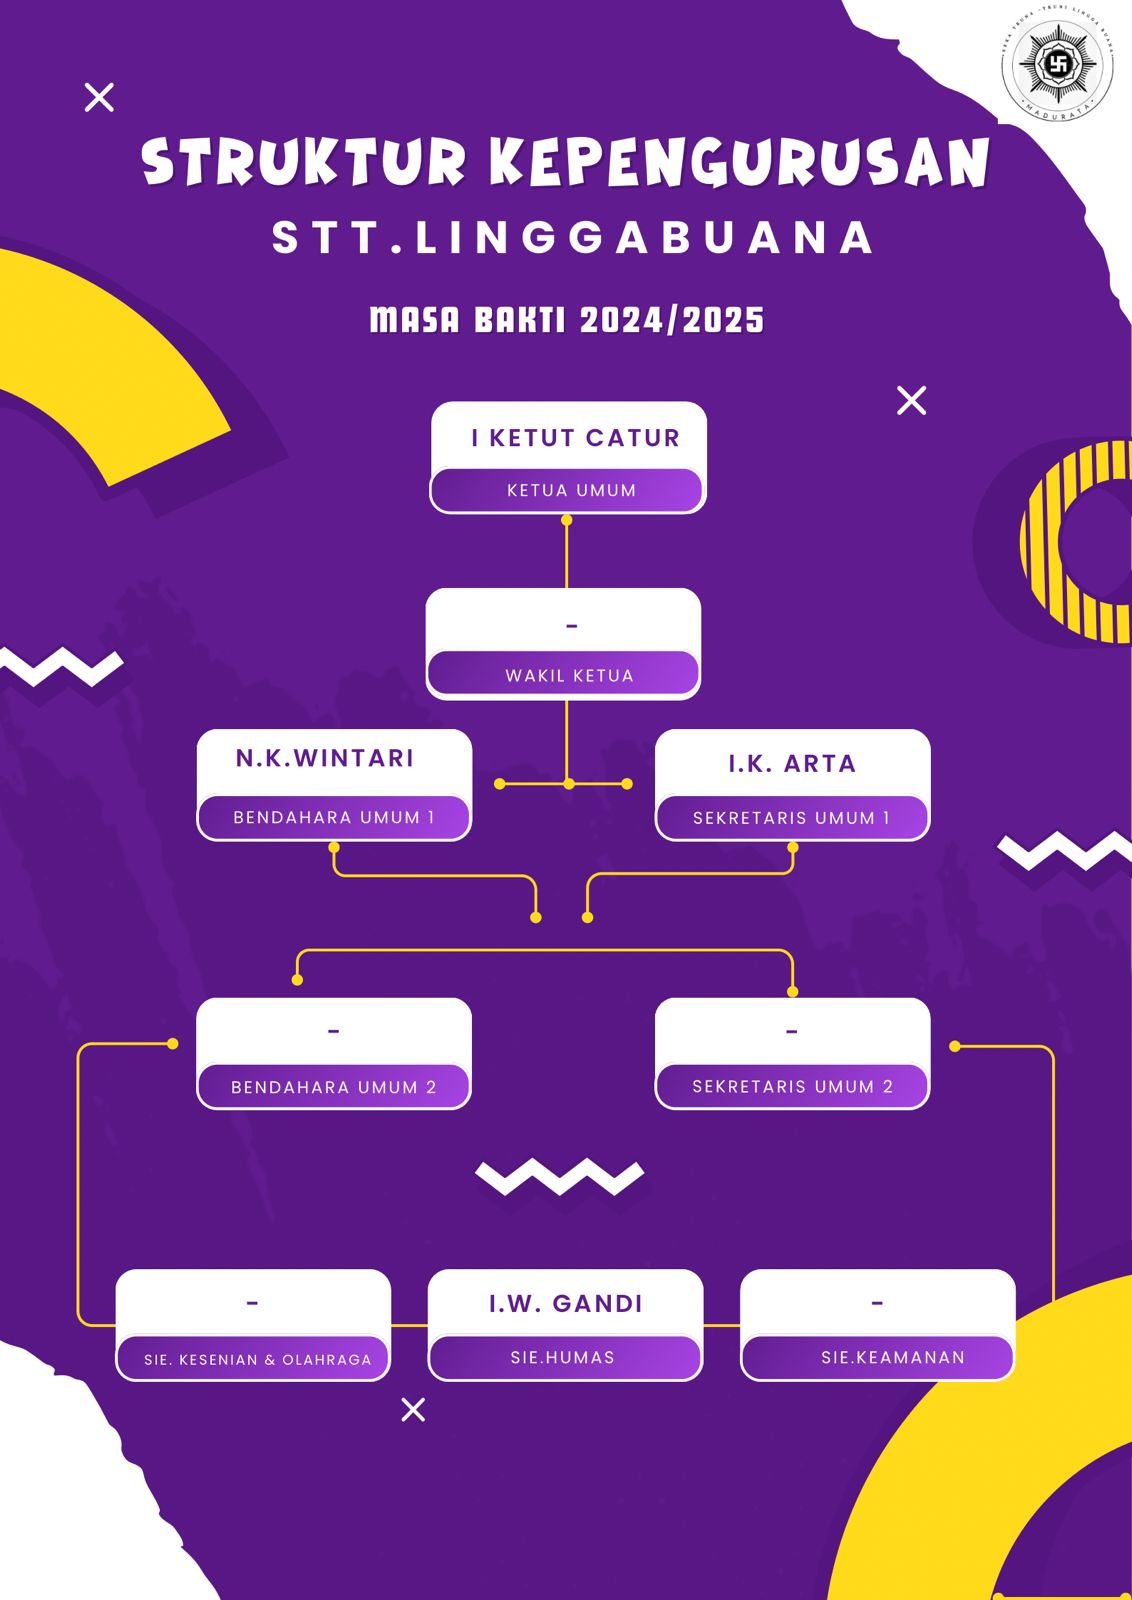 SEKA TRUNA -TRUNI LINGGA BUANA
MADURATA
STRUKTUR KEPENGURUSAN
STT.LINGGABUANA
MASA BAKTI 2024/2025
I KETUT CATUR
KETUA UMUM
-
WAKIL KETUA
N.K.WINTARI
BENDAHARA UMUM 1
I.K. ARTA
SEKRETARIS UMUM 1
-
BENDAHARA UMUM 2
-
SEKRETARIS UMUM 2
-
SIE. KESENIAN & OLAHRAGA
I.W. GANDI
SIE.HUMAS
-
SIE.KEAMANAN